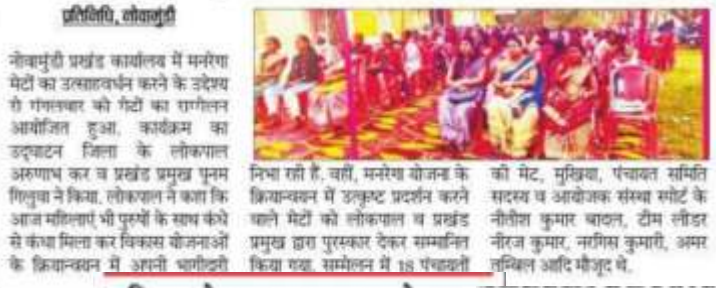 प्रतिनिधि, नोवामुंडी
नोवामुंडी प्रखंड कार्यालय में मनरेगा
मेटों का उत्साहवर्धन करने के उद्देश्य
से मंगलवार को मेटों का सम्मेलन
आयोजित हुआ. कार्यक्रम का
उद्घाटन जिला के लोकपाल
अरुणाभ कर व प्रखंड प्रमुख पूनम
गिलुवा ने किया. लोकपाल ने कहा कि
आज महिलाएं भी पुरुषों के साथ कंधे
से कंधा मिला कर विकास योजनाओं
के क्रियान्वयन में अपनी भागीदारी
निभा रही हैं. वहीं, मनरेगा योजना के
क्रियान्वयन में उत्कृष्ट प्रदर्शन करने
वाले मेटों को लोकपाल व प्रखंड
प्रमुख द्वारा पुरस्कार देकर सम्मानित
किया गया. सम्मेलन में 18 पंचायतों
की मेट, मुखिया, पंचायत समिति
सदस्य व आयोजक संस्था स्पोर्ट के
नीतीश कुमार बादल, टीम लीडर
नीरज कुमार, नरगिस कुमारी, अमर
आदि मौजूद थे.